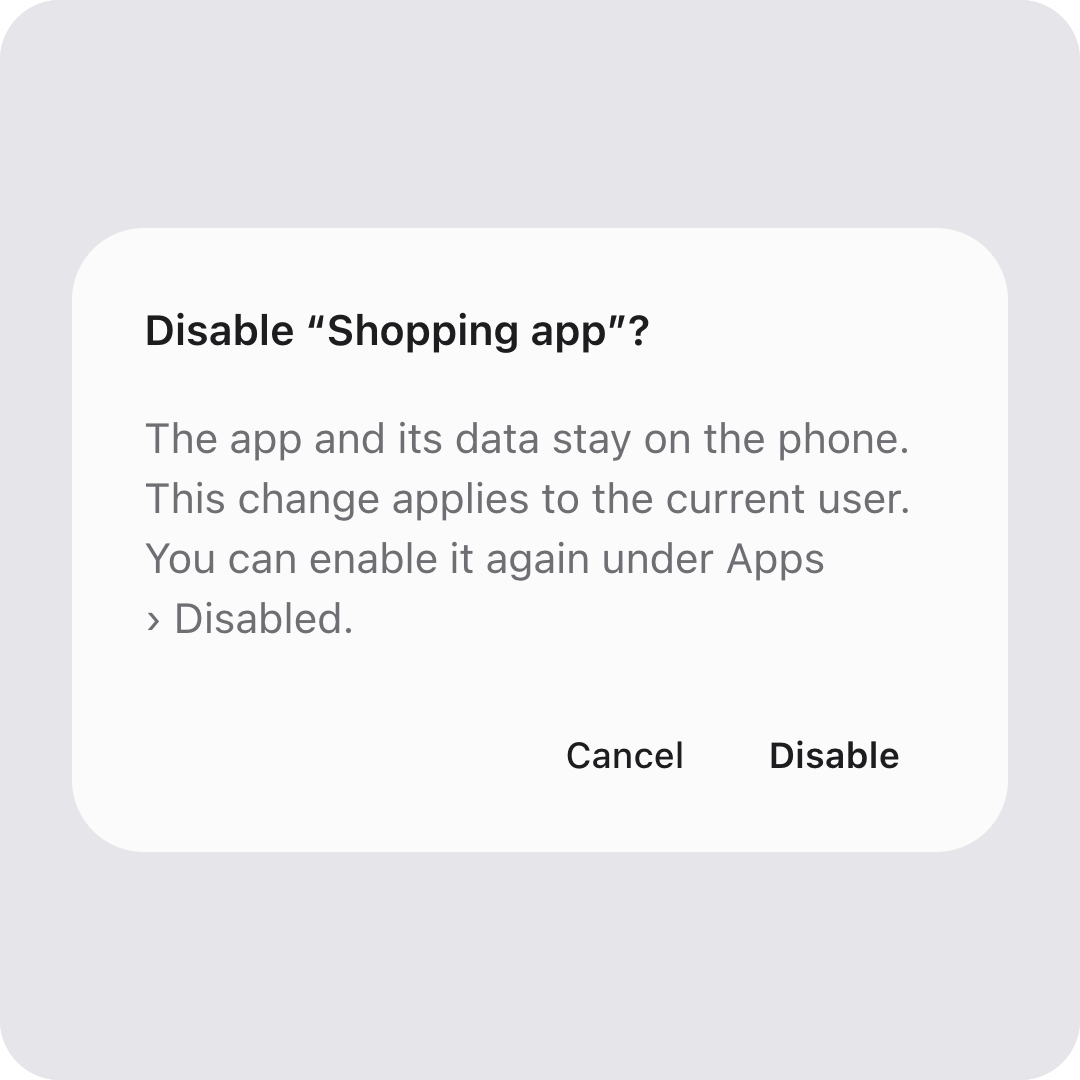 Disable “Shopping app”?
The app and its data stay on the phone.
This change applies to the current user.
You can enable it again under Apps
› Disabled.
Cancel Disable